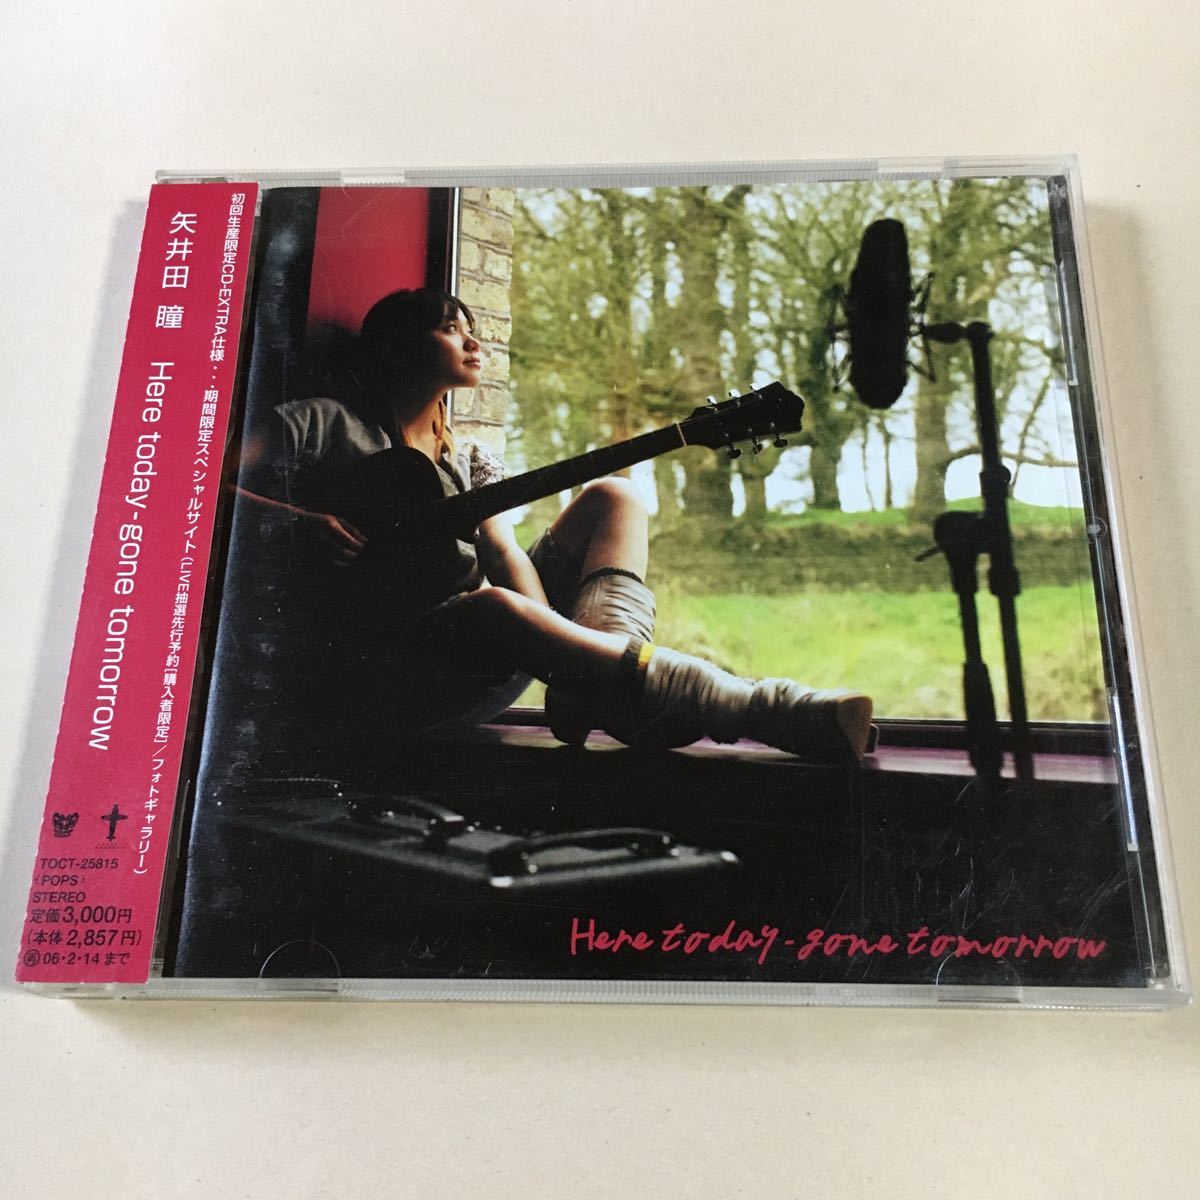 初回生産限定CD-EXTRA仕様・・・期間限定スペシャルサイト(LIVE抽選先行予約[購入者限定]/フォトギャラリー)
矢井田 瞳 Here today-gone tomorrow
TOCT-25815
〈POPS〉
STEREO
定価3,000円
(本体2,857円)
再06・2・14まで
Here today-gone tomorrow